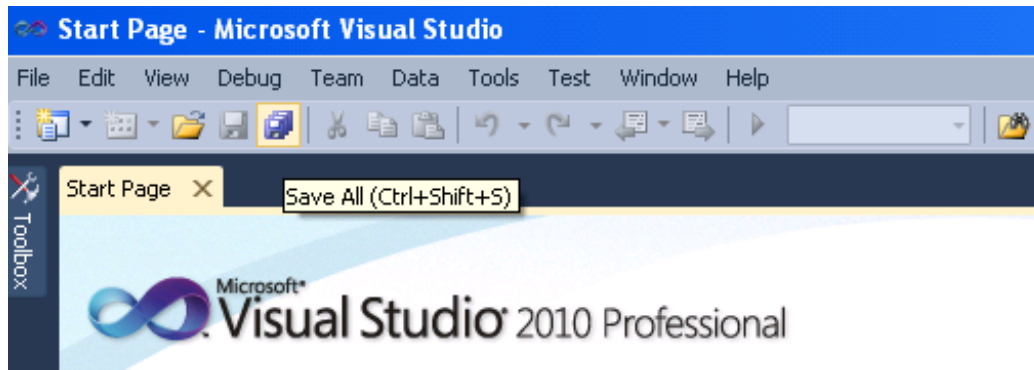 Start Page - Microsoft Visual Studio
File Edit View Debug Team Data Tools Test Window Help
Start Page
Save All (Ctrl+Shift+S)
Toolbox
Microsoft
Visual Studio 2010 Professional